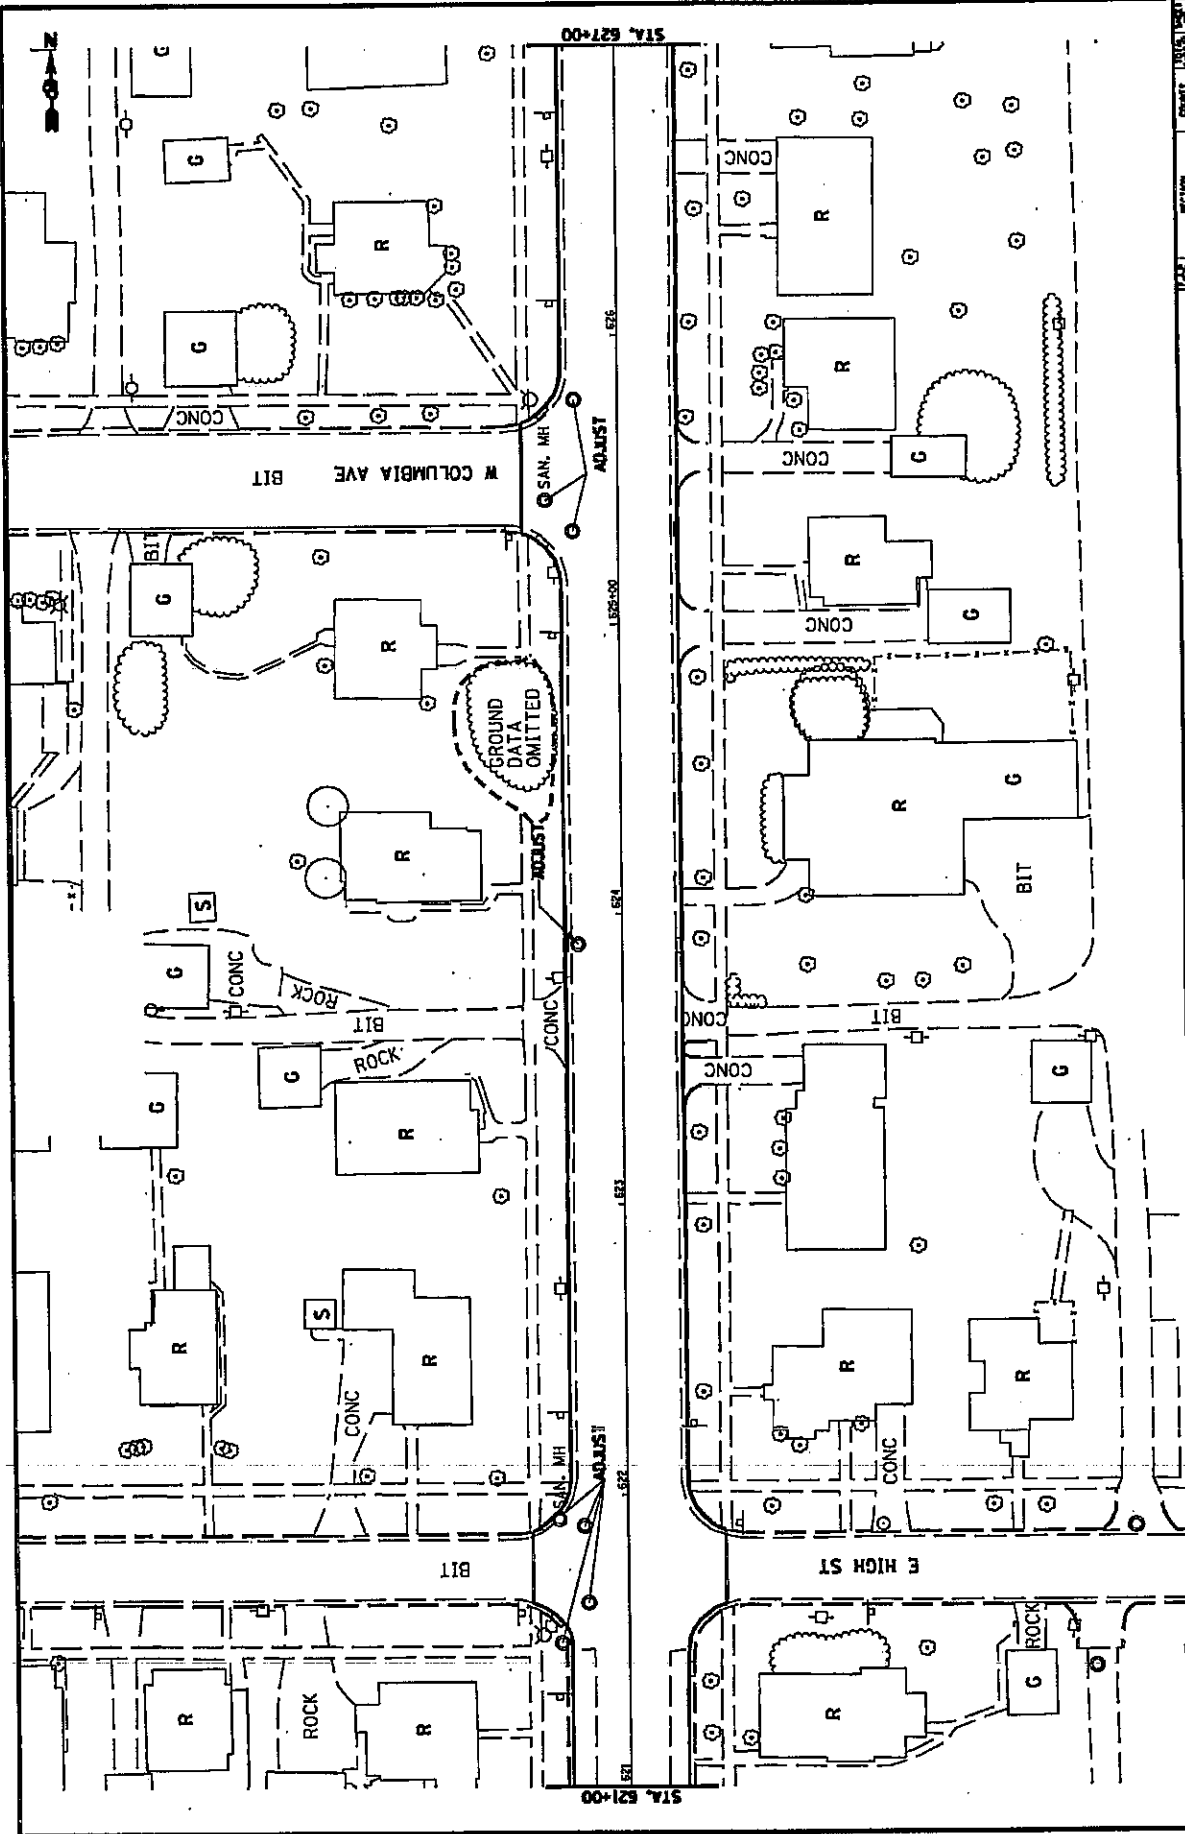 STA. 627+00
N
G
G
R
CONC
R
626
G
R
CONC
W COLUMBIA AVE
BIT
SAN. MH
ADJUST
CONC
G
BIT
G
R
625+00
R
CONC
G
GROUND
DATA
OMITTED
R
G
R
ADJUST
624
BIT
S
G
CONC
ROCK
BIT
CONC
CONC
BIT
G
ROCK
CONC
G
G
R
623
R
S
R
CONC
R
R
SAN. MH
ADJUST
622
CONC
BIT
E HIGH ST
R
ROCK
R
R
G
ROCK
621
STA. 621+00